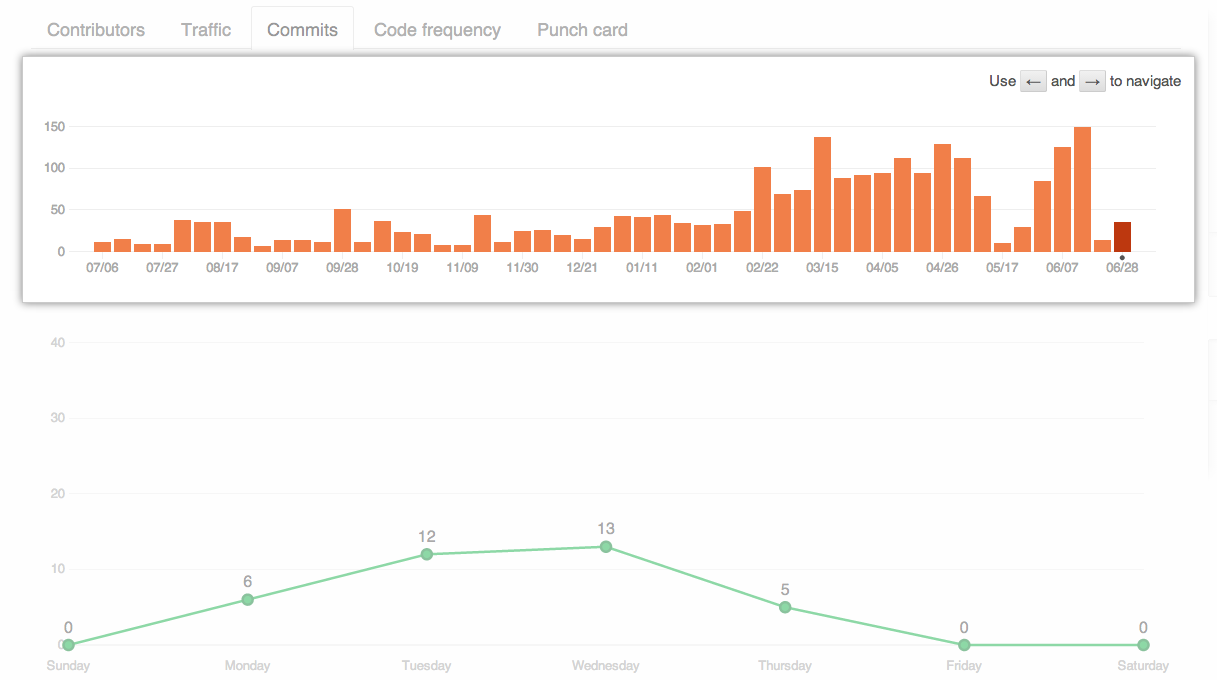 Contributors Traffic Commits Code frequency Punch card
Use ← and → to navigate
150
100
50
0
07/06 07/27 08/17 09/07 09/28 10/19 11/09 11/30 12/21 01/11 02/01 02/22 03/15 04/05 04/26 05/17 06/07 06/28
40
30
20
13
12
10
6
5
0 0 0
0
Sunday Monday Tuesday Wednesday Thursday Friday Saturday